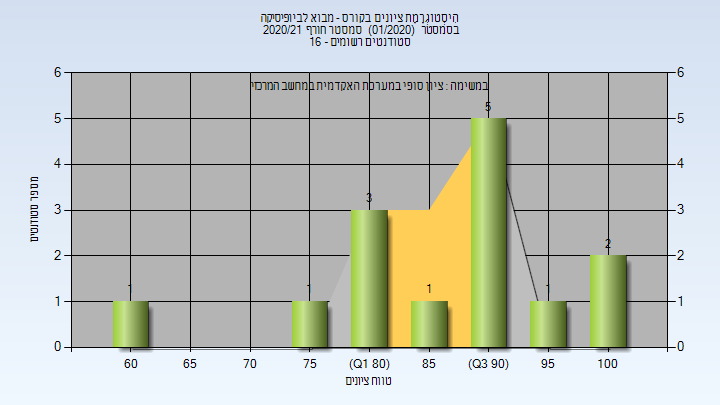 היסטוגרמת ציונים בקורס - מבוא לביופיסיקה
בסמסטר (01/2020) סמסטר חורף 2020/21
סטודנטים רשומים - 16
במשימה : ציון סופי במערכת האקדמית במחשב המרכזי
מספר סטודנטים
6 6
5 5
4 4
3 3
2 2
1 1
0 0
1 1 3 1 5 1 2
60 65 70 75 (Q1 80) 85 (Q3 90) 95 100
טווח ציונים